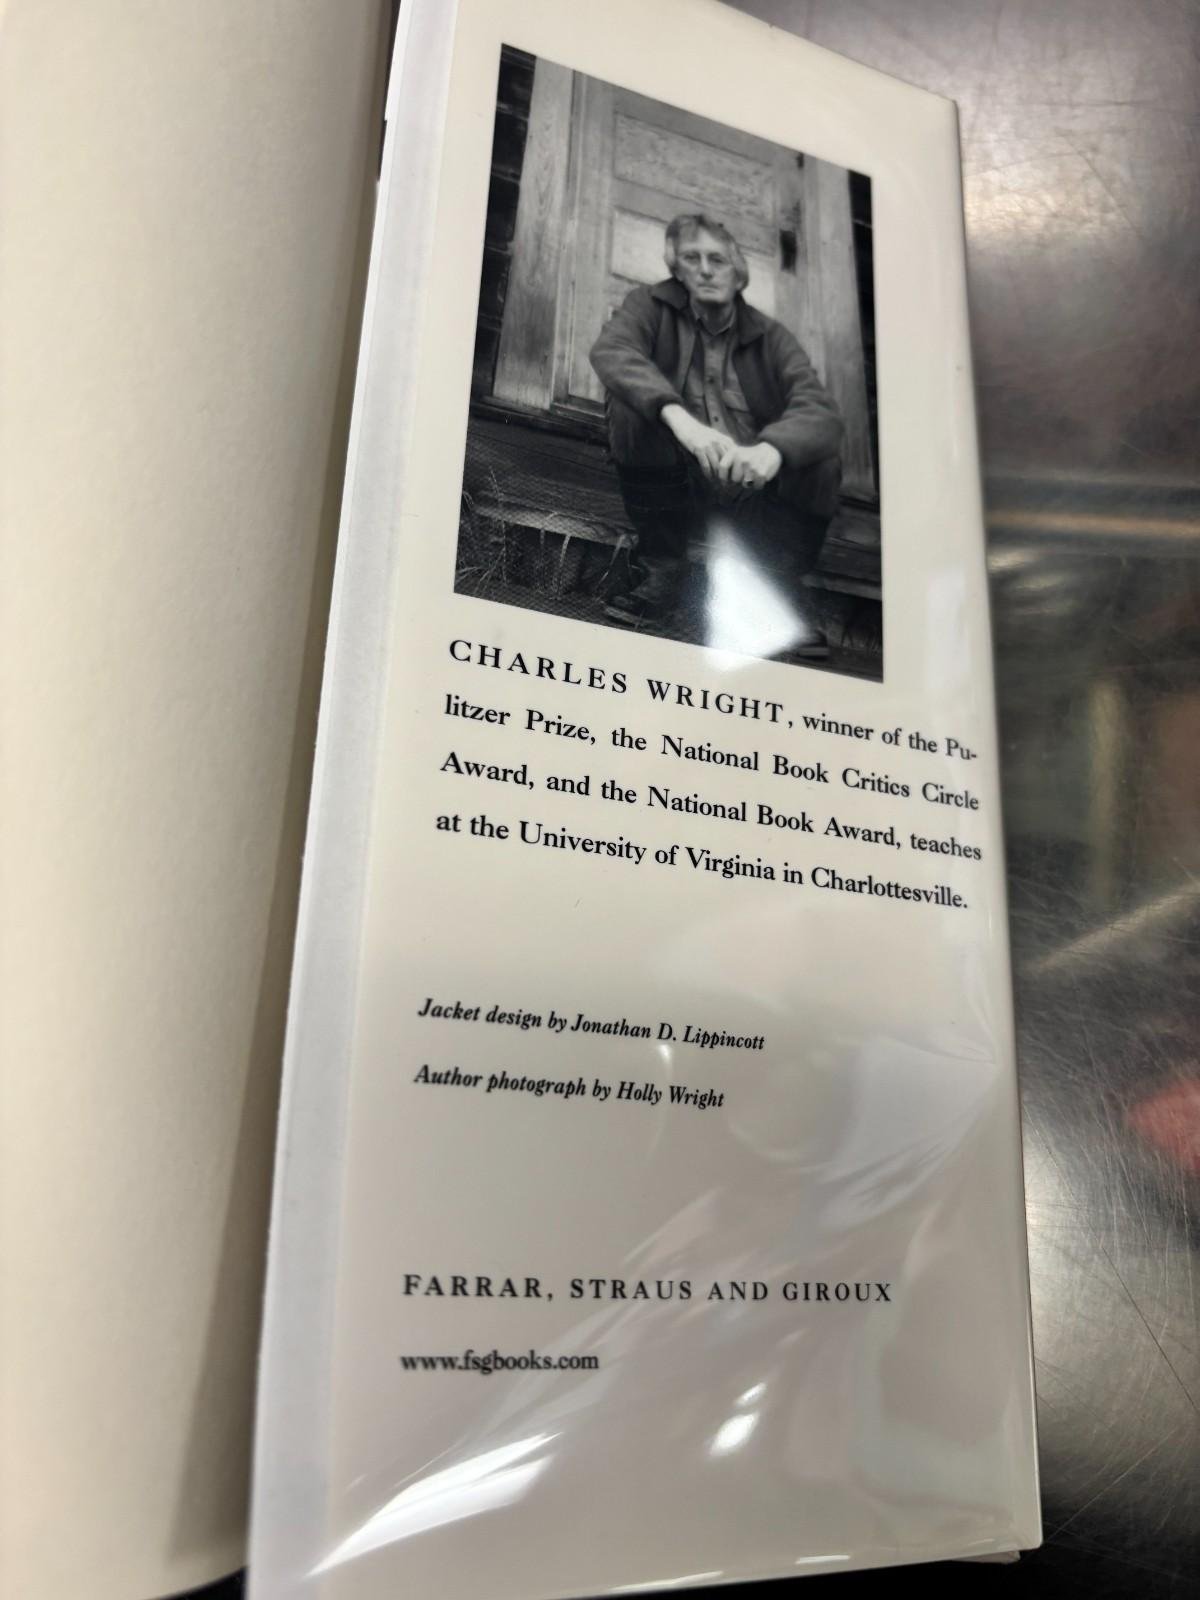 CHARLES WRIGHT, winner of the Pu-
litzer Prize, the National Book Critics Circle
Award, and the National Book Award, teaches
at the University of Virginia in Charlottesville.
Jacket design by Jonathan D. Lippincott
Author photograph by Holly Wright
FARRAR, STRAUS AND GIROUX
www.fsgbooks.com